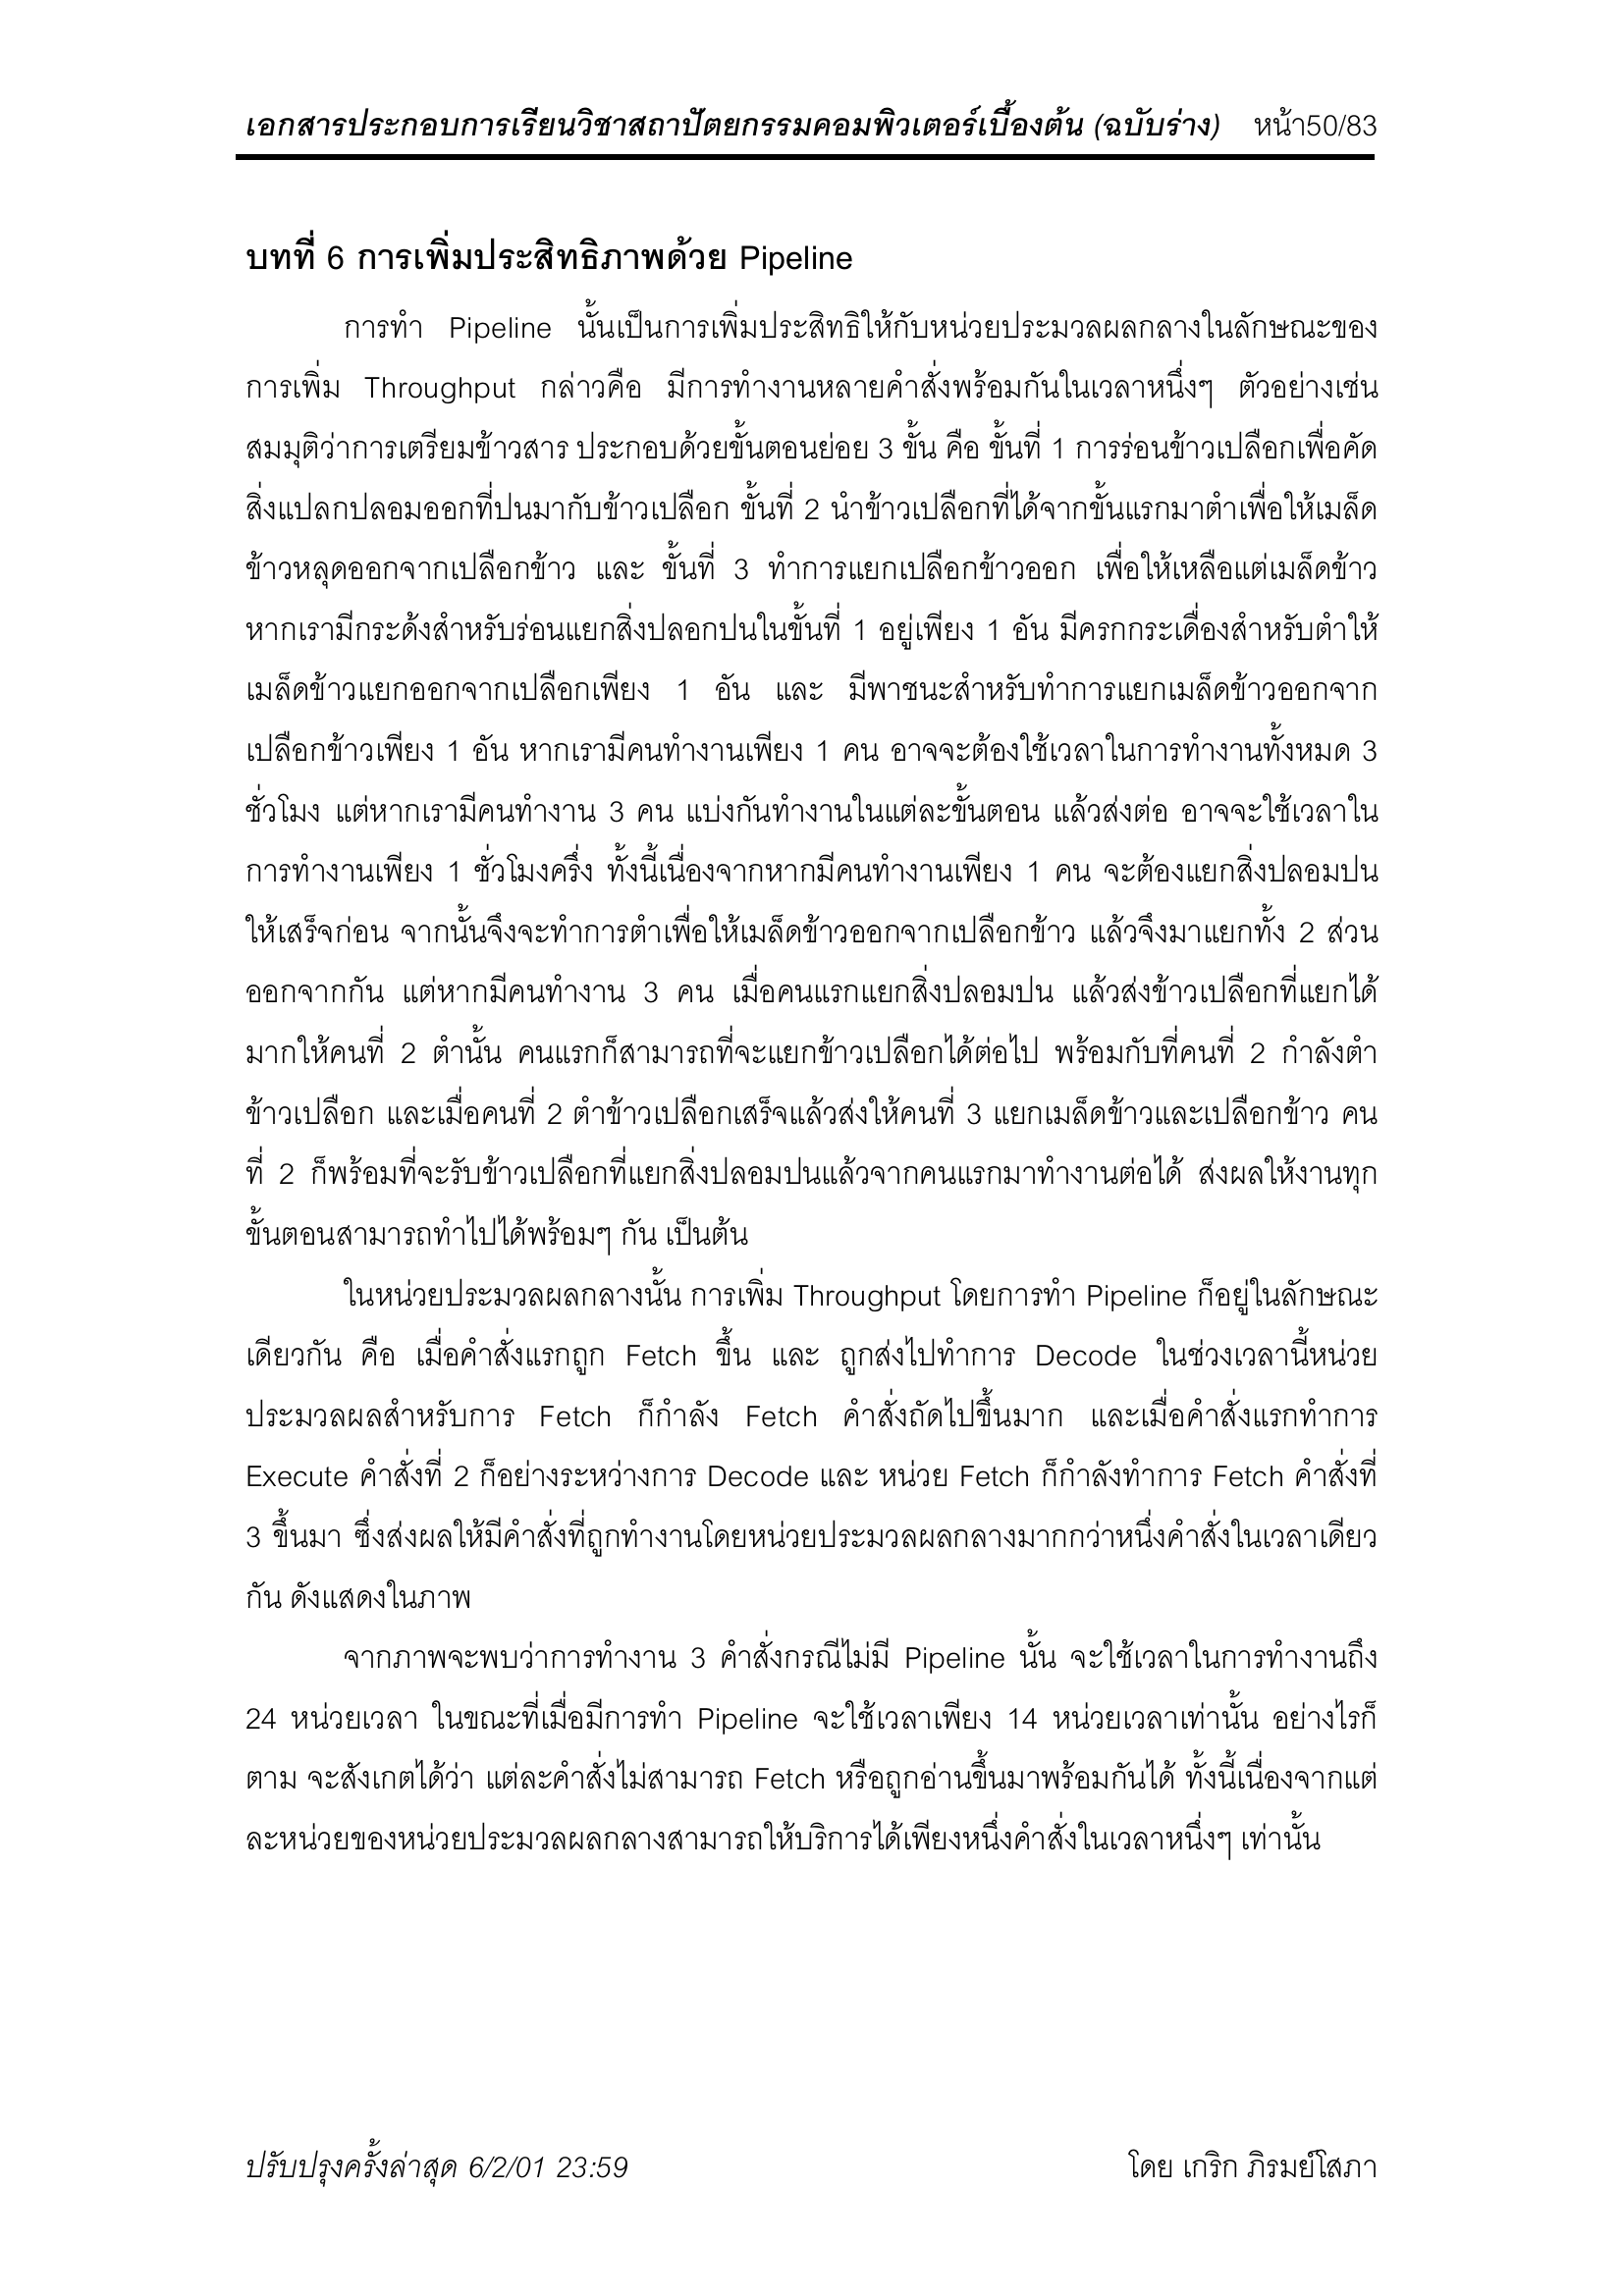 เอกสารประกอบการเรียนวิชาสถาปัตยกรรมคอมพิวเตอร์เบื้องต้น (ฉบับร่าง) หน้า50/83
บทที่ 6 การเพิ่มประสิทธิภาพด้วย Pipeline
การทำ Pipeline นั้นเป็นการเพิ่มประสิทธิให้กับหน่วยประมวลผลกลางในลักษณะของ
การเพิ่ม Throughput กล่าวคือ มีการทำงานหลายคำสั่งพร้อมกันในเวลาหนึ่งๆ ตัวอย่างเช่น
สมมุติว่าการเตรียมข้าวสาร ประกอบด้วยขั้นตอนย่อย 3 ขั้น คือ ขั้นที่ 1 การร่อนข้าวเปลือกเพื่อคัด
สิ่งแปลกปลอมออกที่ปนมากับข้าวเปลือก ขั้นที่ 2 นำข้าวเปลือกที่ได้จากขั้นแรกมาตำเพื่อให้เมล็ด
ข้าวหลุดออกจากเปลือกข้าว และ ขั้นที่ 3 ทำการแยกเปลือกข้าวออก เพื่อให้เหลือแต่เมล็ดข้าว
หากเรามีกระด้งสำหรับร่อนแยกสิ่งปลอกปนในขั้นที่ 1 อยู่เพียง 1 อัน มีครกกระเดื่องสำหรับตำให้
เมล็ดข้าวแยกออกจากเปลือกเพียง 1 อัน และ มีพาชนะสำหรับทำการแยกเมล็ดข้าวออกจาก
เปลือกข้าวเพียง 1 อัน หากเรามีคนทำงานเพียง 1 คน อาจจะต้องใช้เวลาในการทำงานทั้งหมด 3
ชั่วโมง แต่หากเรามีคนทำงาน 3 คน แบ่งกันทำงานในแต่ละขั้นตอน แล้วส่งต่อ อาจจะใช้เวลาใน
การทำงานเพียง 1 ชั่วโมงครึ่ง ทั้งนี้เนื่องจากหากมีคนทำงานเพียง 1 คน จะต้องแยกสิ่งปลอมปน
ให้เสร็จก่อน จากนั้นจึงจะทำการตำเพื่อให้เมล็ดข้าวออกจากเปลือกข้าว แล้วจึงมาแยกทั้ง 2 ส่วน
ออกจากกัน แต่หากมีคนทำงาน 3 คน เมื่อคนแรกแยกสิ่งปลอมปน แล้วส่งข้าวเปลือกที่แยกได้
มากให้คนที่ 2 ตำนั้น คนแรกก็สามารถที่จะแยกข้าวเปลือกได้ต่อไป พร้อมกับที่คนที่ 2 กำลังตำ
ข้าวเปลือก และเมื่อคนที่ 2 ตำข้าวเปลือกเสร็จแล้วส่งให้คนที่ 3 แยกเมล็ดข้าวและเปลือกข้าว คน
ที่ 2 ก็พร้อมที่จะรับข้าวเปลือกที่แยกสิ่งปลอมปนแล้วจากคนแรกมาทำงานต่อได้ ส่งผลให้งานทุก
ขั้นตอนสามารถทำไปได้พร้อมๆ กัน เป็นต้น
ในหน่วยประมวลผลกลางนั้น การเพิ่ม Throughput โดยการทำ Pipeline ก็อยู่ในลักษณะ
เดียวกัน คือ เมื่อคำสั่งแรกถูก Fetch ขึ้น และ ถูกส่งไปทำการ Decode ในช่วงเวลานี้หน่วย
ประมวลผลสำหรับการ Fetch ก็กำลัง Fetch คำสั่งถัดไปขึ้นมาก และเมื่อคำสั่งแรกทำการ
Execute คำสั่งที่ 2 ก็อย่างระหว่างการ Decode และ หน่วย Fetch ก็กำลังทำการ Fetch คำสั่งที่
3 ขึ้นมา ซึ่งส่งผลให้มีคำสั่งที่ถูกทำงานโดยหน่วยประมวลผลกลางมากกว่าหนึ่งคำสั่งในเวลาเดียว
กัน ดังแสดงในภาพ
จากภาพจะพบว่าการทำงาน 3 คำสั่งกรณีไม่มี Pipeline นั้น จะใช้เวลาในการทำงานถึง
24 หน่วยเวลา ในขณะที่เมื่อมีการทำ Pipeline จะใช้เวลาเพียง 14 หน่วยเวลาเท่านั้น อย่างไรก็
ตาม จะสังเกตได้ว่า แต่ละคำสั่งไม่สามารถ Fetch หรือถูกอ่านขึ้นมาพร้อมกันได้ ทั้งนี้เนื่องจากแต่
ละหน่วยของหน่วยประมวลผลกลางสามารถให้บริการได้เพียงหนึ่งคำสั่งในเวลาหนึ่งๆ เท่านั้น
ปรับปรุงครั้งล่าสุด 6/2/01 23:59 โดย เกริก ภิรมย์โสภา